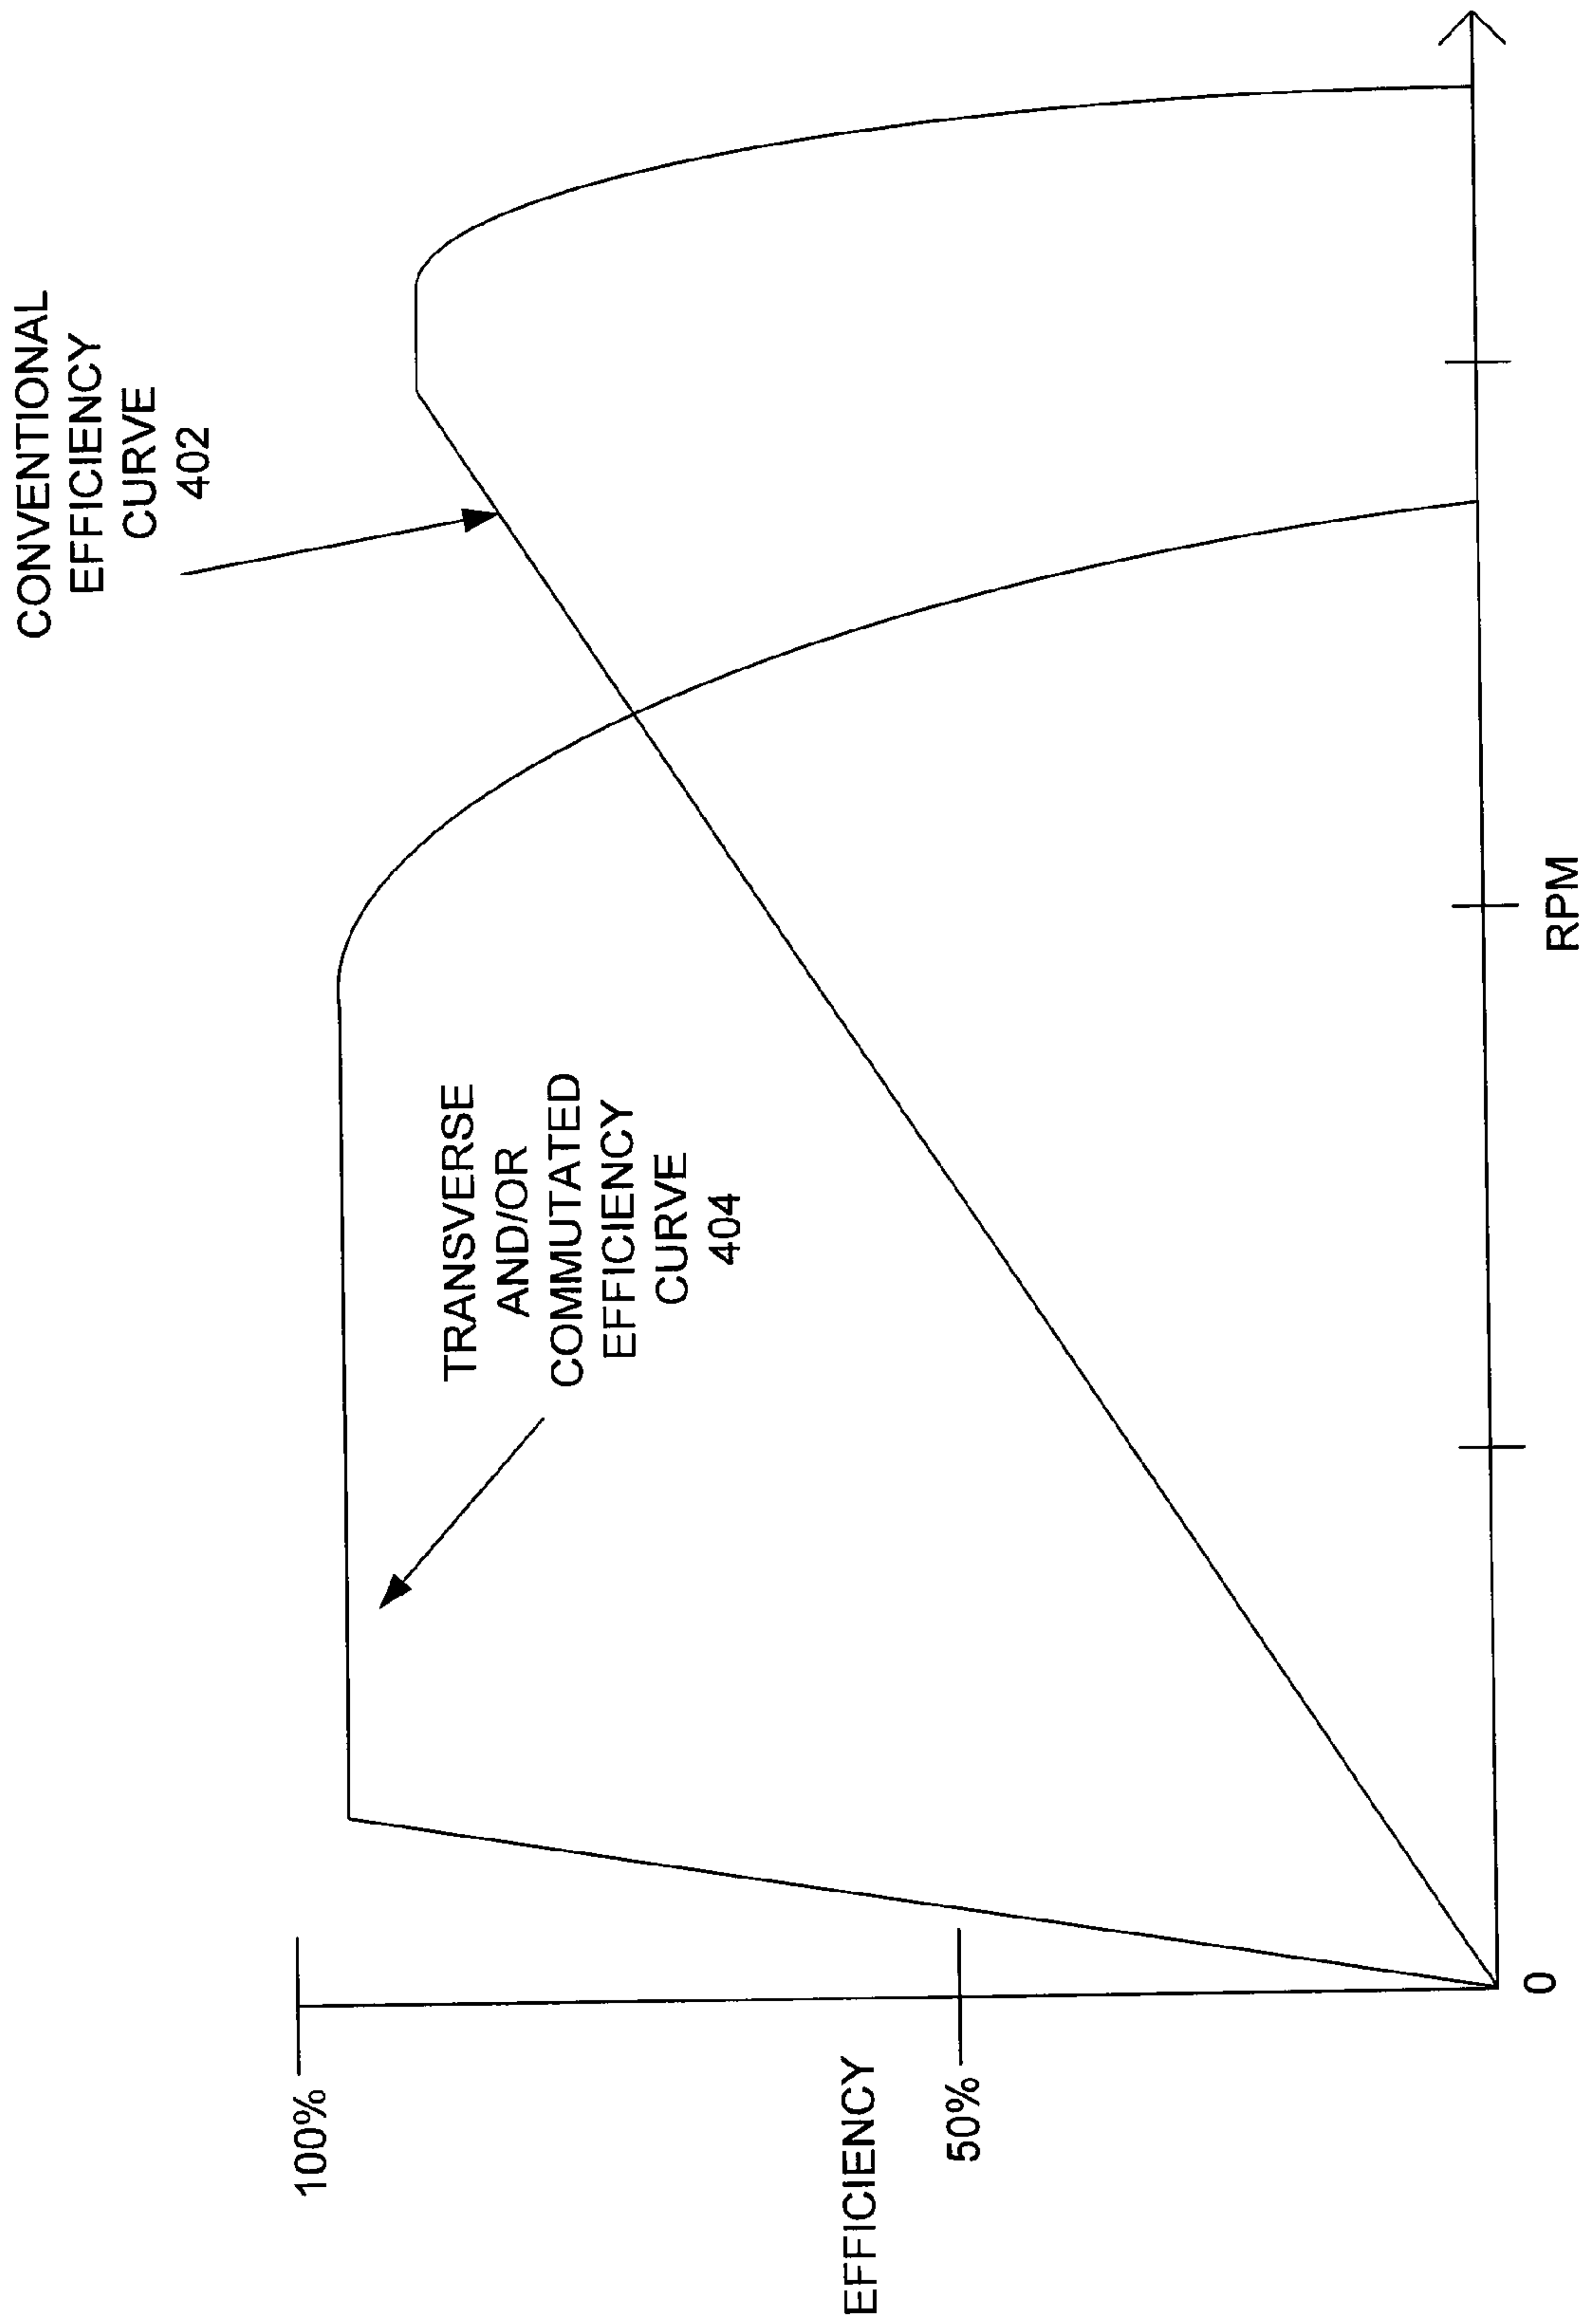 CONVENTIONAL
EFFICIENCY
CURVE
402
100%
TRANSVERSE
AND/OR
COMMUTATED
EFFICIENCY
CURVE
404
EFFICIENCY
50%
0
RPM